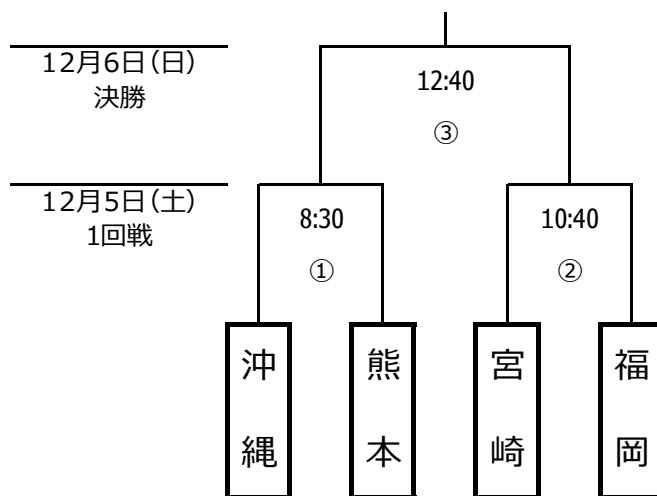 12月6日(日)
決勝
12:40
③
12月5日(土)
1回戦
8:30
①
10:40
②
沖縄
熊本
宮崎
福岡